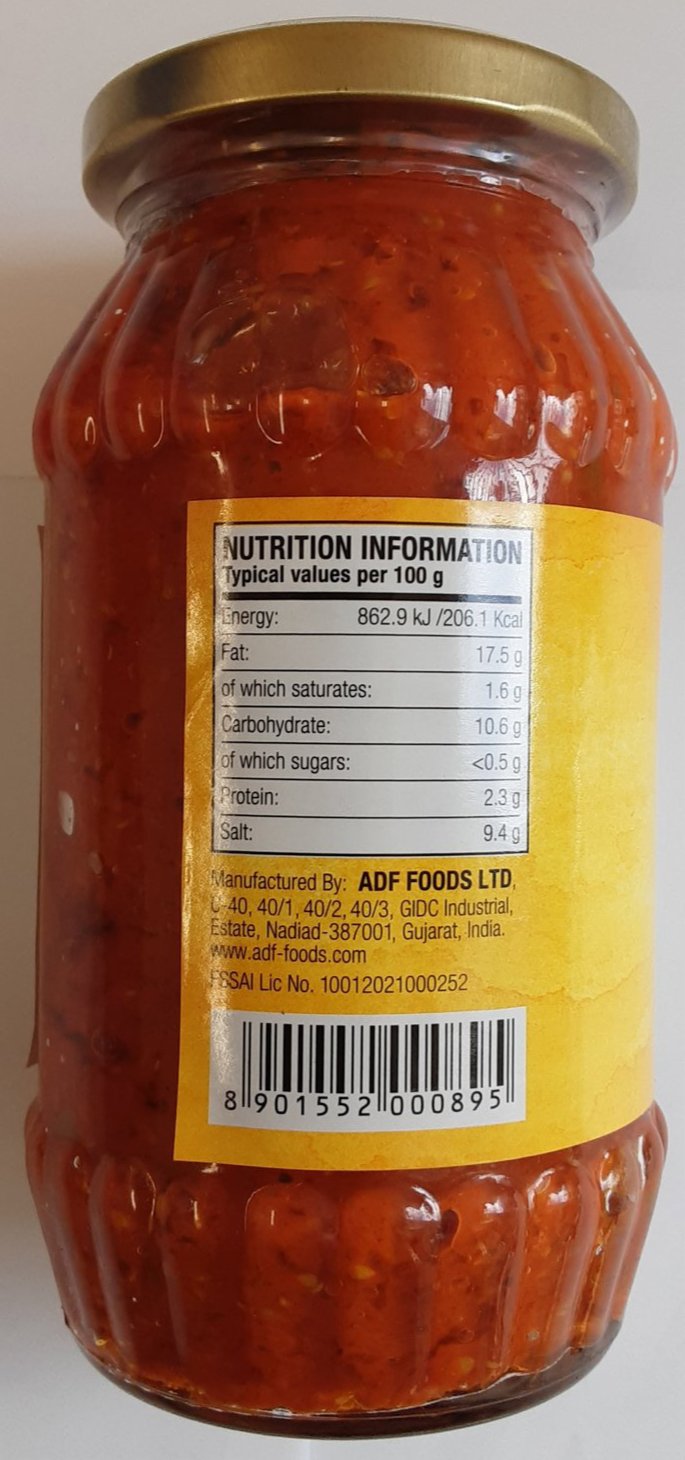 NUTRITION INFORMATION
Typical values per 100 g
Energy: 862.9 kJ /206.1 Kcal
Fat: 17.5 g
of which saturates: 1.6 g
Carbohydrate: 10.6 g
of which sugars: <0.5 g
Protein: 2.3 g
Salt: 9.4 g
Manufactured By: ADF FOODS LTD,
C-40, 40/1, 40/2, 40/3, GIDC Industrial,
Estate, Nadiad-387001, Gujarat, India.
www.adf-foods.com
FSSAI Lic No. 10012021000252
8 901552 000895